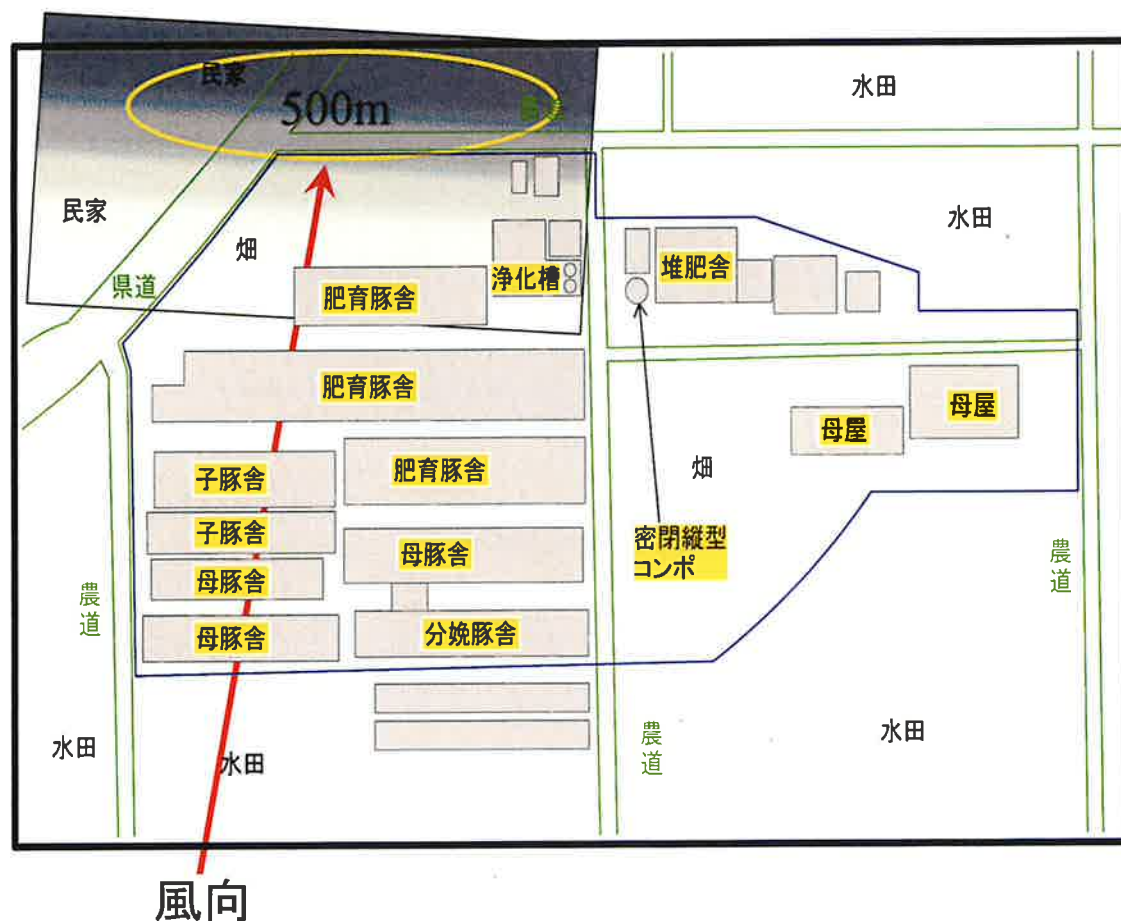 民家
水田
500m
民家
水田
畑
堆肥舎
浄化槽
県道
肥育豚舎
肥育豚舎
母屋
母屋
子豚舎
肥育豚舎
畑
子豚舎
母豚舎
密閉縦型
コンポ
母豚舎
農道
農道
母豚舎
分娩豚舎
農道
水田
水田
水田
風向